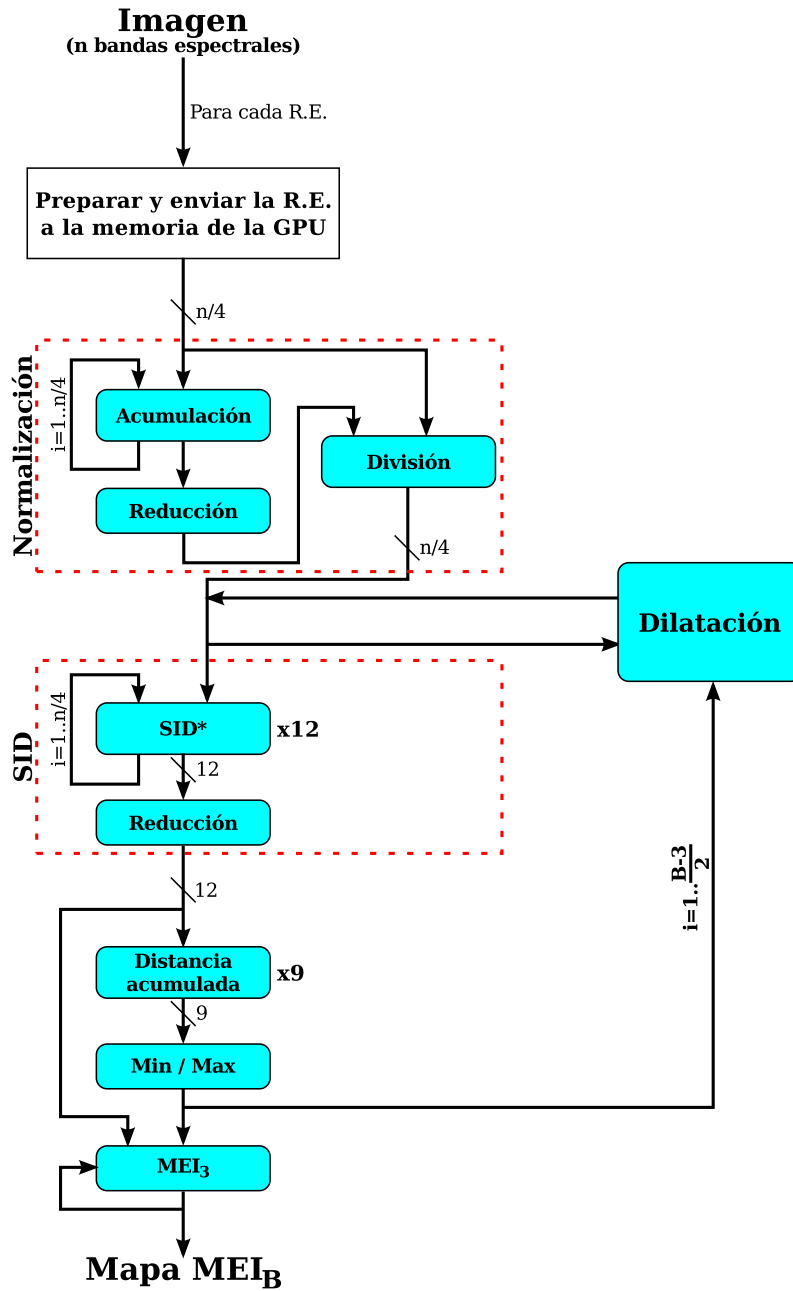 Imagen
(n bandas espectrales)
Para cada R.E.
Preparar y enviar la R.E.
a la memoria de la GPU
n/4
Normalización
i=1..n/4
Acumulación
División
Reducción
n/4
Dilatación
SID
i=1..n/4
SID*
x12
12
Reducción
12
i=1..B-3/2
Distancia
acumulada
x9
9
Min / Max
MEI3
Mapa MEIB